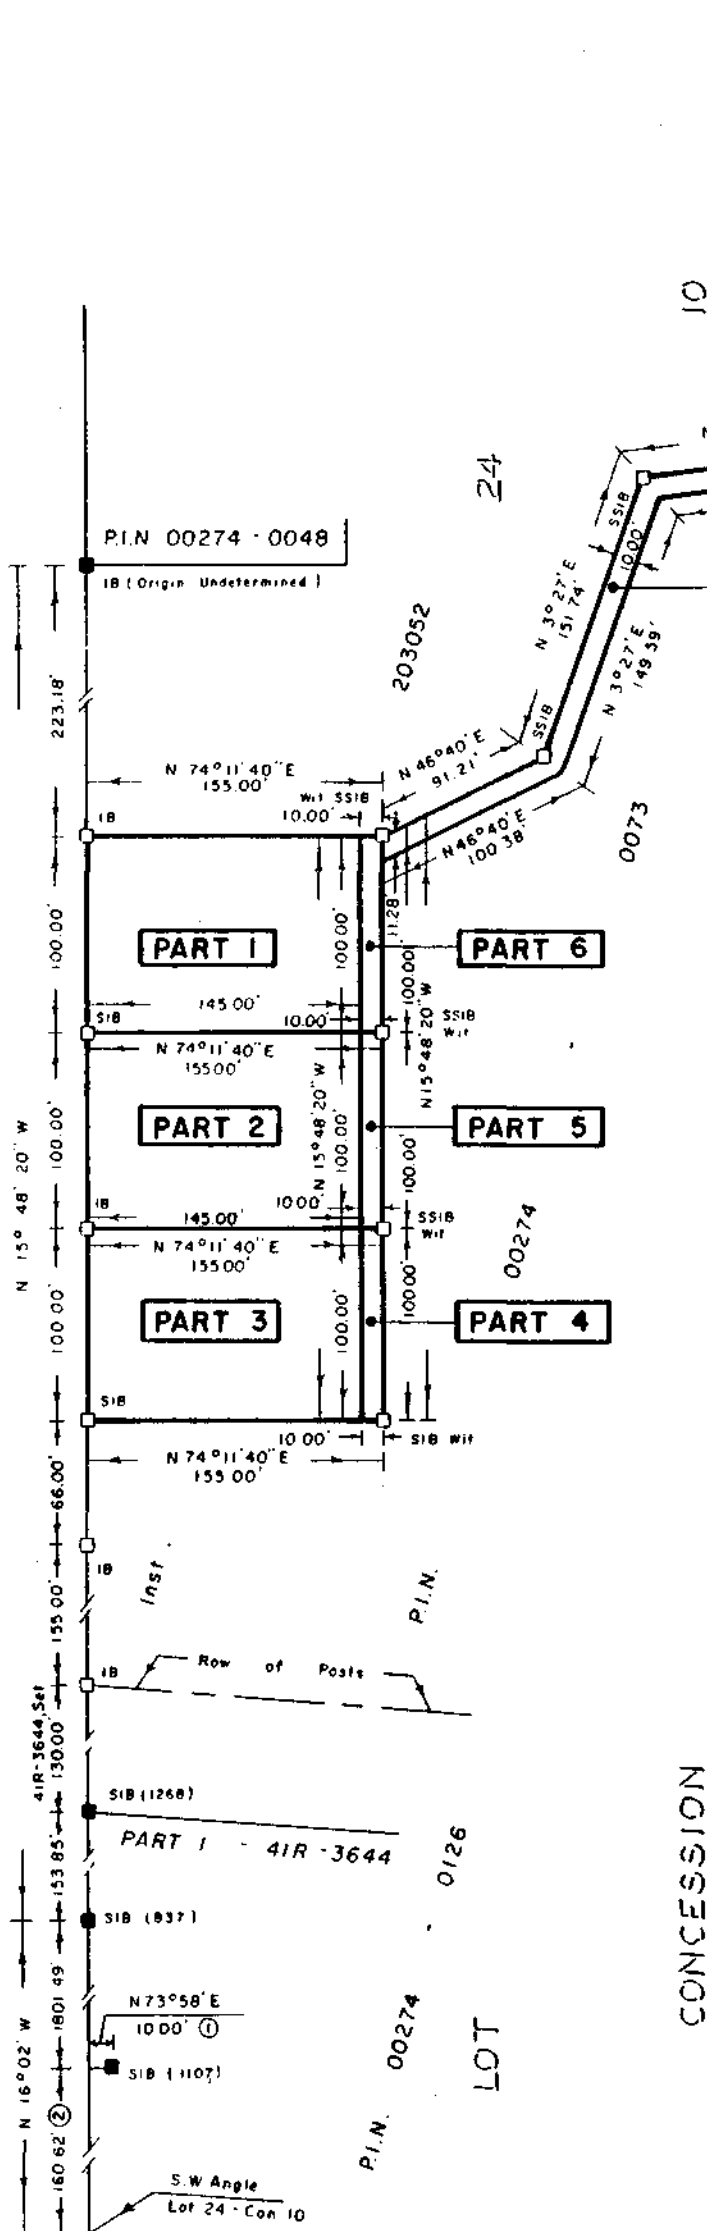 10
24
P.I.N 00274 - 0048
IB (Origin Undetermined)
SSIB
10.00'
N 3° 27' E
151.74'
N 3° 27' E
149.59'
203052
223.18'
SSIB
N 74° 11' 40" E
155.00'
N 46° 40' E
91.21'
Wit SSIB
10.00'
IB
N 46° 40' E
100.38'
0073
11.28'
100.00'
PART 1
100.00'
PART 6
100.00'
145.00'
SIB
10.00'
SSIB
Wit
N 74° 11' 40" E
155.00'
N 15° 48' 20" W
N 15° 48' 20" W
100.00'
PART 2
100.00'
PART 5
100.00'
N 15° 48' 20" W
IB
145.00'
10.00'
SSIB
Wit
N 74° 11' 40" E
155.00'
00274
100.00'
PART 3
100.00'
PART 4
100.00'
SIB
10.00'
SIB Wit
N 74° 11' 40" E
155.00'
66.00'
IB
Inst.
P.I.N.
155.00'
IB
Row of Posts
41R-3644, Set
130.00'
SIB (1268)
PART 1 - 41R-3644
0126
153.85'
SIB (837)
CONCESSION
1801.49'
N 73° 58' E
10.00' ①
SIB (1107)
00274
LOT
N 16° 02' W
160.62' ②
P.I.N.
S.W Angle
Lot 24 - Con 10